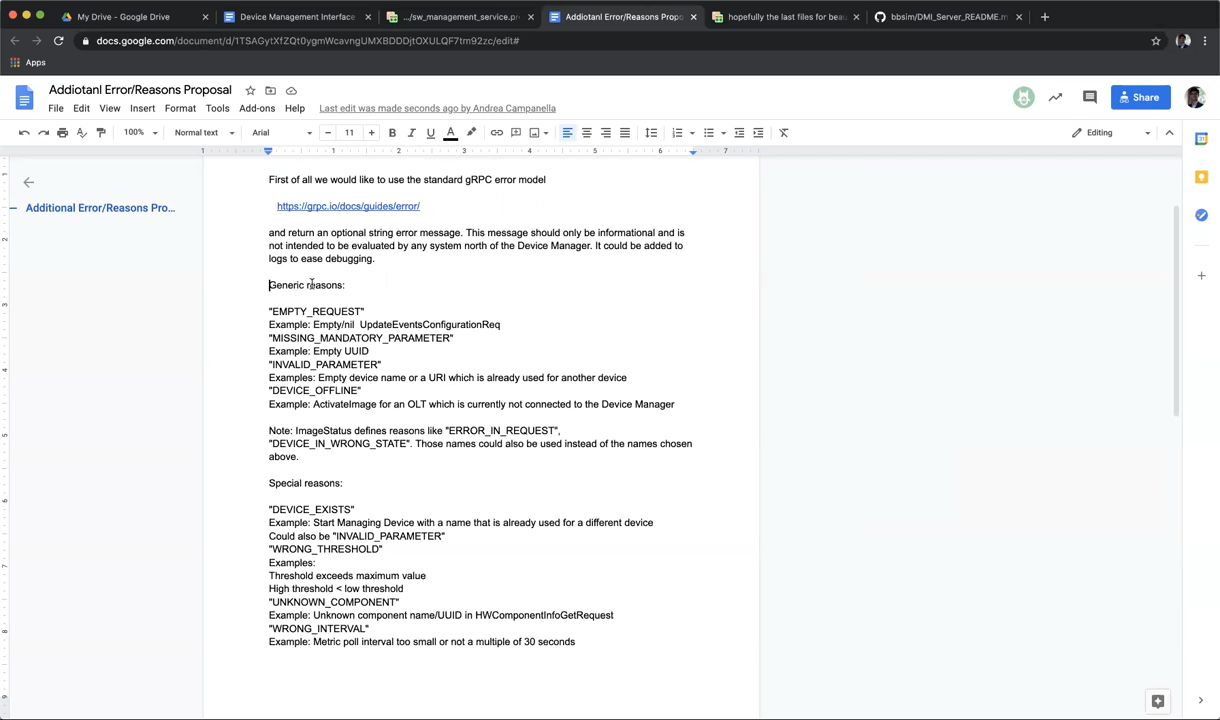 My Drive - Google Drive
Device Management Interface
.../sw_management_service.pr
Addiotanl Error/Reasons Propo
hopefully the last files for beau
bbsim/DMI_Server_README.m
docs.google.com/document/d/1TSAGytXfZQt0ygmWcavngUMXBDDDjtOXULQF7tm92zc/edit#
Apps
Addiotanl Error/Reasons Proposal
File Edit View Insert Format Tools Add-ons Help Last edit was made seconds ago by Andrea Campanella
Share
100% Normal text Arial 11 Editing
1 1 2 3 4 5 6 7
Additional Error/Reasons Pro...
First of all we would like to use the standard gRPC error model
https://grpc.io/docs/guides/error/
and return an optional string error message. This message should only be informational and is
not intended to be evaluated by any system north of the Device Manager. It could be added to
logs to ease debugging.
Generic reasons:
"EMPTY_REQUEST"
Example: Empty/nil UpdateEventsConfigurationReq
"MISSING_MANDATORY_PARAMETER"
Example: Empty UUID
"INVALID_PARAMETER"
Examples: Empty device name or a URI which is already used for another device
"DEVICE_OFFLINE"
Example: ActivateImage for an OLT which is currently not connected to the Device Manager
Note: ImageStatus defines reasons like "ERROR_IN_REQUEST",
"DEVICE_IN_WRONG_STATE". Those names could also be used instead of the names chosen
above.
Special reasons:
"DEVICE_EXISTS"
Example: Start Managing Device with a name that is already used for a different device
Could also be "INVALID_PARAMETER"
"WRONG_THRESHOLD"
Examples:
Threshold exceeds maximum value
High threshold < low threshold
"UNKNOWN_COMPONENT"
Example: Unknown component name/UUID in HWComponentInfoGetRequest
"WRONG_INTERVAL"
Example: Metric poll interval too small or not a multiple of 30 seconds